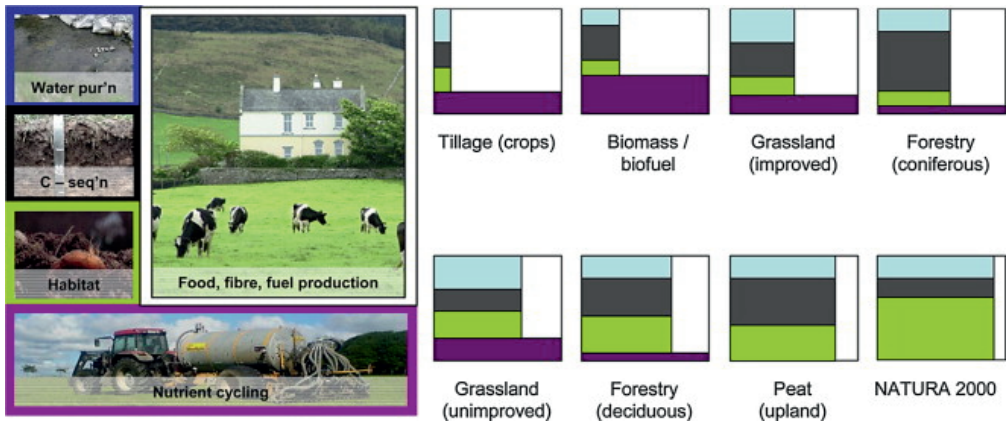 Water pur'n
C – seq'n
Habitat
Food, fibre, fuel production
Nutrient cycling
Tillage (crops)
Biomass /
biofuel
Grassland
(improved)
Forestry
(coniferous)
Grassland
(unimproved)
Forestry
(deciduous)
Peat
(upland)
NATURA 2000